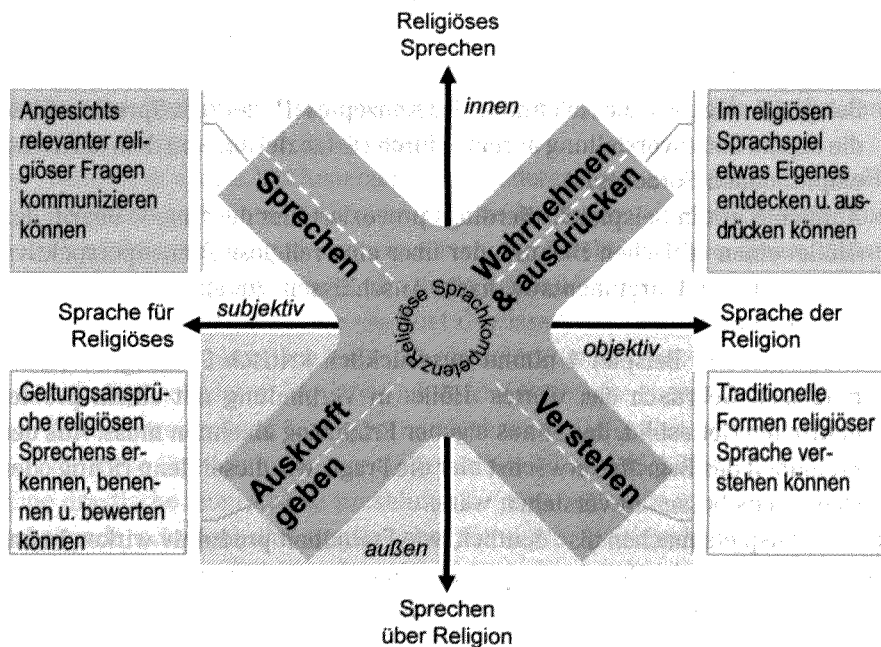 Religiöses
Sprechen
innen
Angesichts
relevanter reli-
giöser Fragen
kommunizieren
können
Im religiösen
Sprachspiel
etwas Eigenes
entdecken u. aus-
drücken können
Sprechen
Wahrnehmen
& ausdrücken
Religiöse Sprachkompetenz
Sprache für
Religiöses
subjektiv
objektiv
Sprache der
Religion
Geltungsansprü-
che religiösen
Sprechens er-
kennen, benen-
nen u. bewerten
können
Auskunft
geben
Verstehen
Traditionelle
Formen religiöser
Sprache ver-
stehen können
außen
Sprechen
über Religion